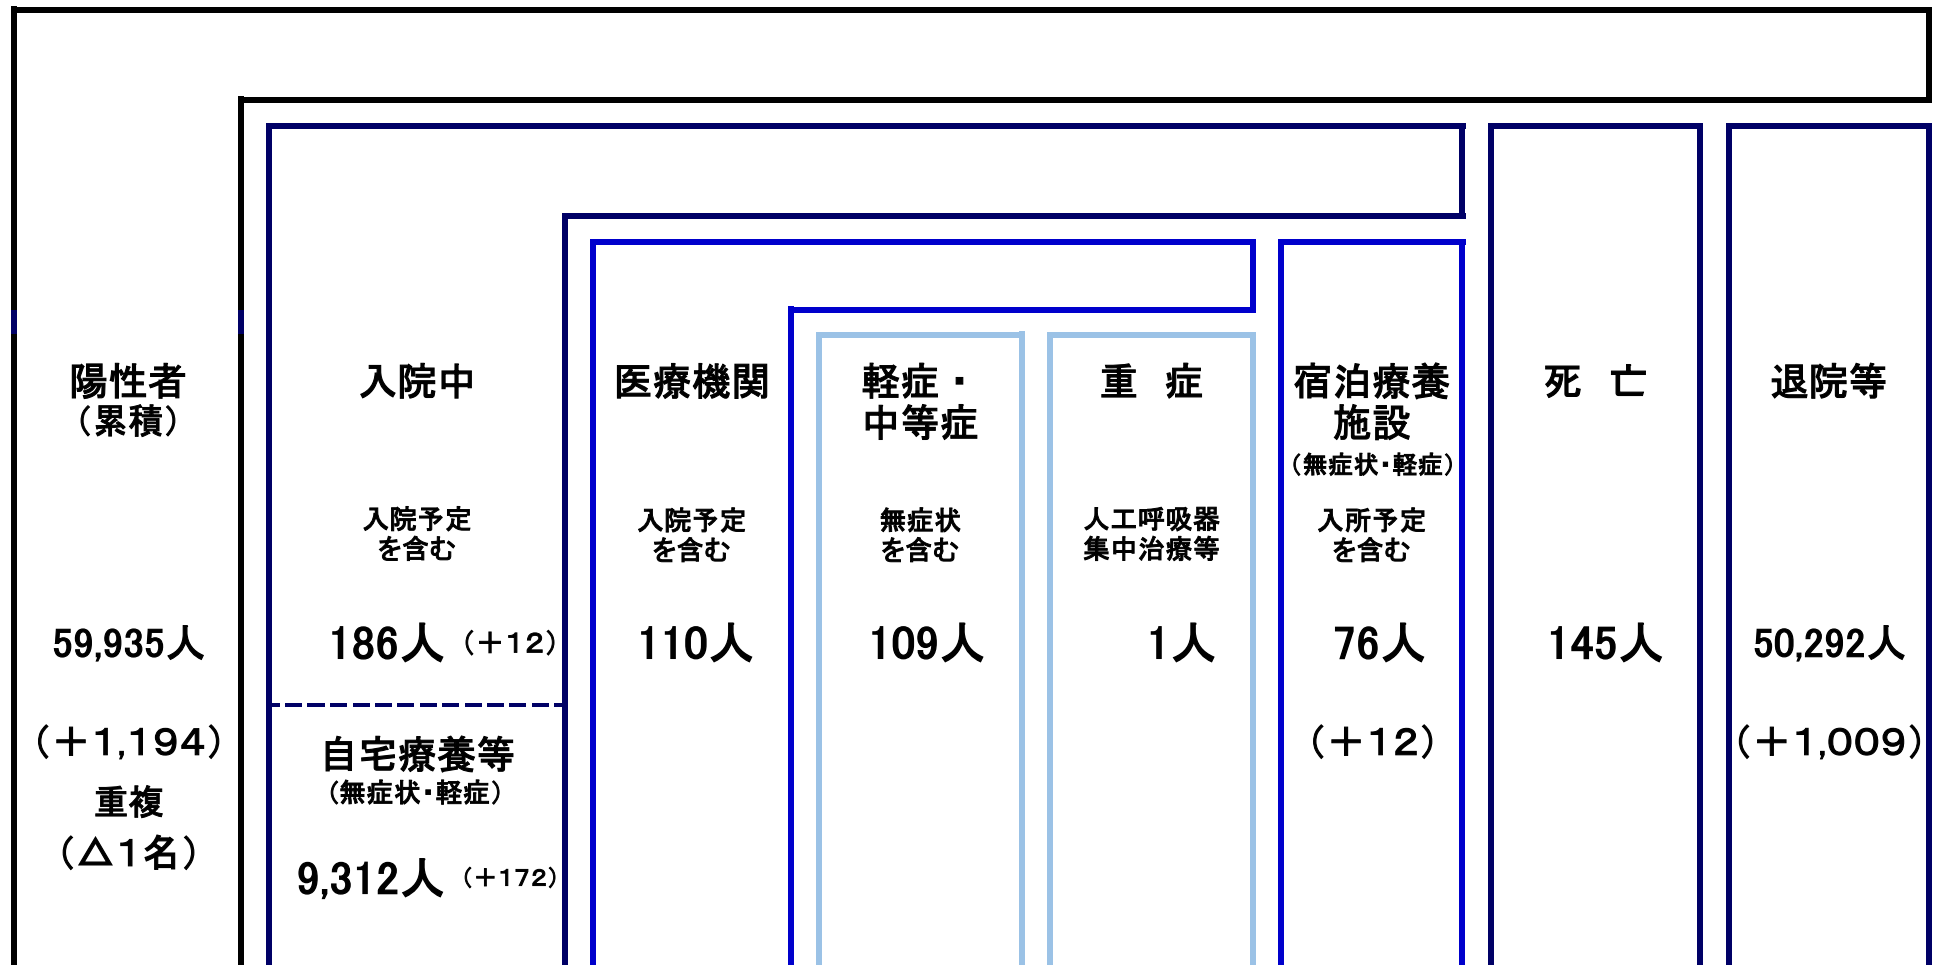 陽性者
（累積）
59,935人
（＋1,194）
重複
（△1名）
入院中
入院予定
を含む
186人（＋12）
自宅療養等
（無症状・軽症）
9,312人（＋172）
医療機関
入院予定
を含む
110人
軽症・
中等症
無症状
を含む
109人
重　症
人工呼吸器
集中治療等
1人
宿泊療養
施設
（無症状・軽症）
入所予定
を含む
76人
（＋12）
死　亡
145人
退院等
50,292人
（＋1,009）